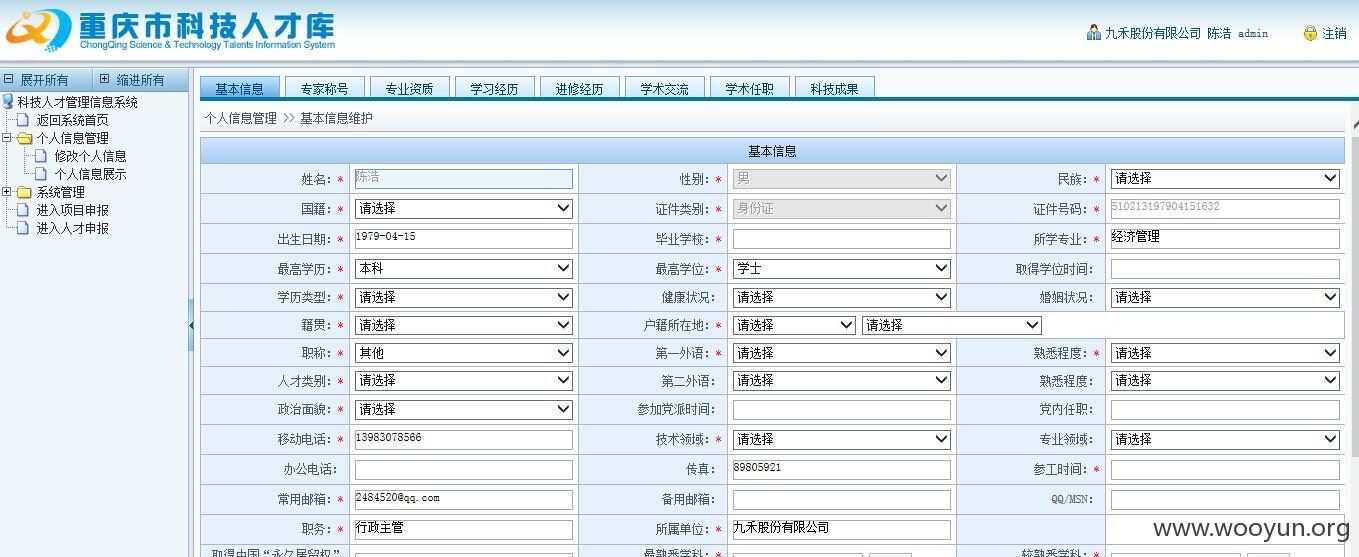 重庆市科技人才库
ChongQing Science & Technology Talents Information System
九禾股份有限公司 陈浩 admin 注销
展开所有 缩进所有
科技人才管理信息系统
返回系统首页
个人信息管理
修改个人信息
个人信息展示
系统管理
进入项目申报
进入人才申报
基本信息 专家称号 专业资质 学习经历 进修经历 学术交流 学术任职 科技成果
个人信息管理 >> 基本信息维护
基本信息
姓名：* 陈浩 性别：* 男 民族：* 请选择
国籍：* 请选择 证件类别：* 身份证 证件号码：* 510213197904151632
出生日期：* 1979-04-15 毕业学校：* 所学专业：* 经济管理
最高学历：* 本科 最高学位：* 学士 取得学位时间：
学历类型：* 请选择 健康状况： 请选择 婚姻状况： 请选择
籍贯：* 请选择 户籍所在地：* 请选择 请选择
职称：* 其他 第一外语：* 请选择 熟悉程度：* 请选择
人才类别：* 请选择 第二外语： 请选择 熟悉程度： 请选择
政治面貌：* 请选择 参加党派时间： 党内任职：
移动电话：* 13983078566 技术领域：* 请选择 专业领域：* 请选择
办公电话： 传真： 89805921 参工时间：*
常用邮箱：* 2484520@qq.com 备用邮箱： QQ/MSN：
职务：* 行政主管 所属单位：* 九禾股份有限公司
www.wooyun.org
取得中国“永久居留权” 最熟悉学科：* 较熟悉学科：*